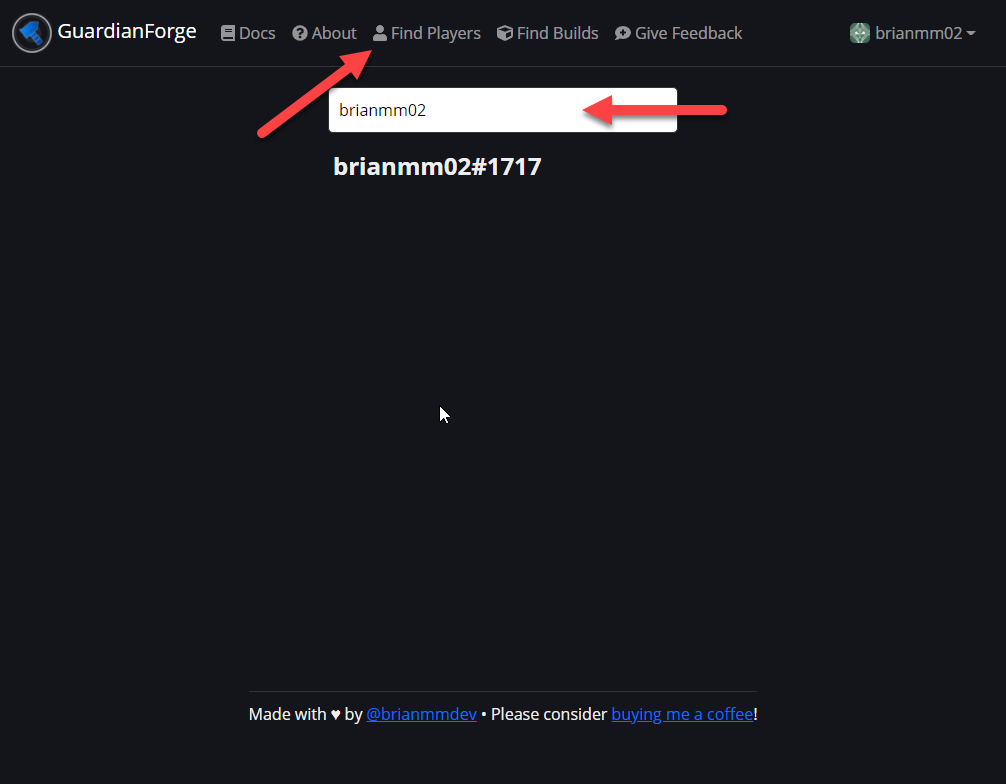 GuardianForge Docs About Find Players Find Builds Give Feedback brianmm02
brianmm02
brianmm02#1717
Made with ♥ by @brianmmdev • Please consider buying me a coffee!